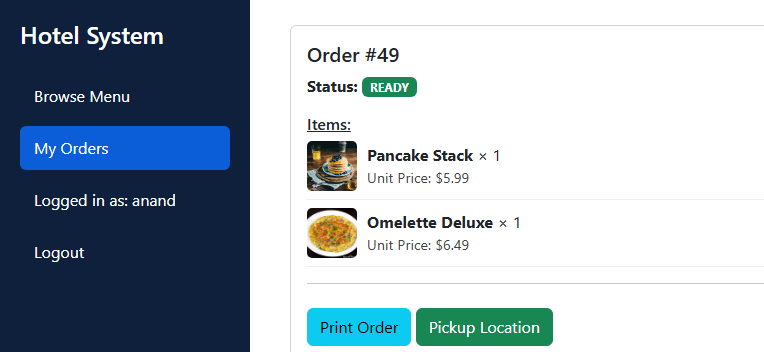 Hotel System
Browse Menu
My Orders
Logged in as: anand
Logout
Order #49
Status: READY
Items:
Pancake Stack × 1
Unit Price: $5.99
Omelette Deluxe × 1
Unit Price: $6.49
Print Order
Pickup Location